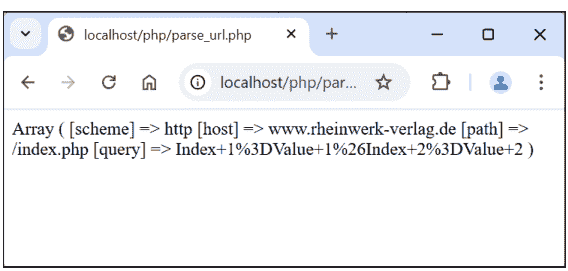 localhost/php/parse_url.php
localhost/php/par...
Array ( [scheme] => http [host] => www.rheinwerk-verlag.de [path] =>
/index.php [query] => Index+1%3DValue+1%26Index+2%3DValue+2 )